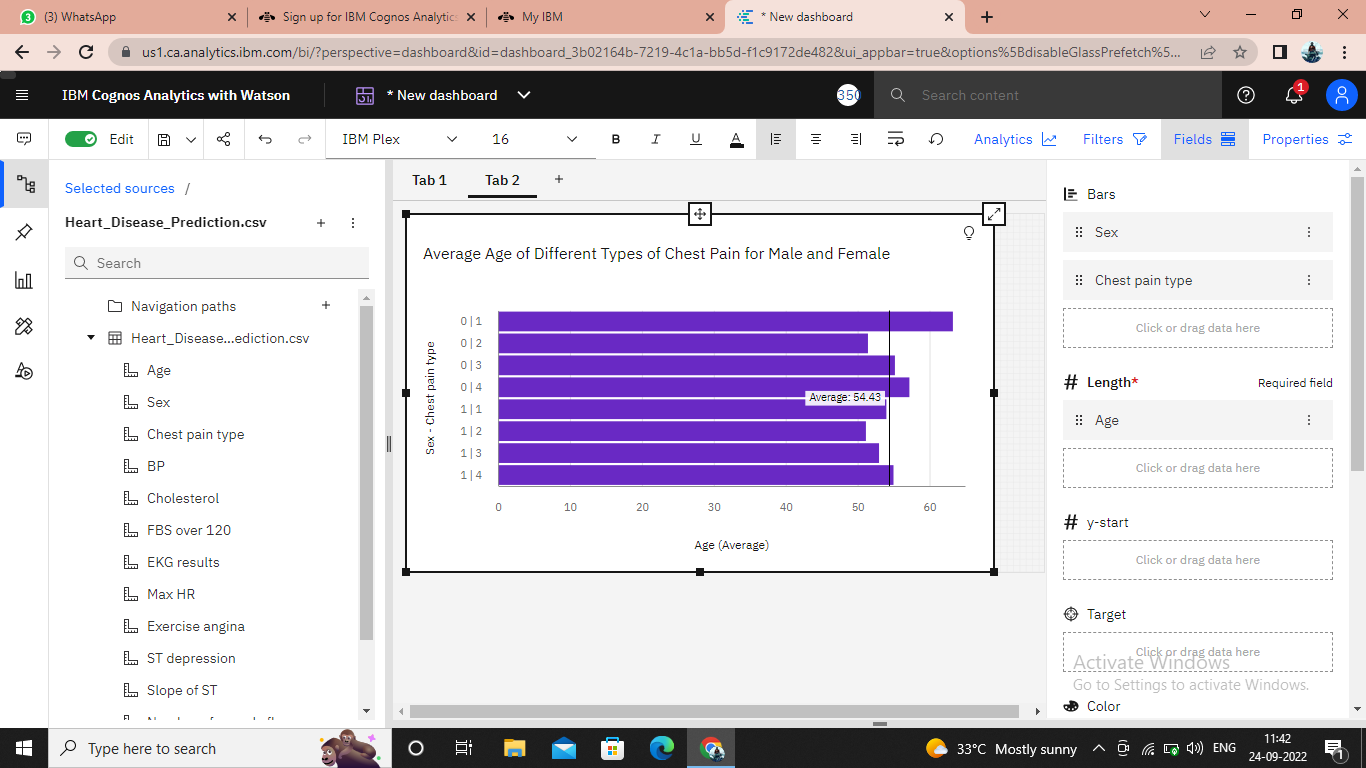 (3) WhatsApp
Sign up for IBM Cognos Analytics
My IBM
* New dashboard
us1.ca.analytics.ibm.com/bi/?perspective=dashboard&id=dashboard_3b02164b-7219-4c1a-bb5d-f1c9172de482&ui_appbar=true&options%5BdisableGlassPrefetch%5...
IBM Cognos Analytics with Watson
* New dashboard
350
Search content
1
Edit
IBM Plex
16
B I U A
Analytics
Filters
Fields
Properties
Selected sources /
Heart_Disease_Prediction.csv
Search
Navigation paths
Heart_Disease...ediction.csv
Age
Sex
Chest pain type
BP
Cholesterol
FBS over 120
EKG results
Max HR
Exercise angina
ST depression
Slope of ST
Tab 1
Tab 2
Average Age of Different Types of Chest Pain for Male and Female
Sex - Chest pain type
0 | 1
0 | 2
0 | 3
0 | 4
1 | 1
1 | 2
1 | 3
1 | 4
Average: 54.43
0 10 20 30 40 50 60
Age (Average)
Bars
Sex
Chest pain type
Click or drag data here
# Length*
Required field
Age
Click or drag data here
# y-start
Click or drag data here
Target
Click or drag data here
Activate Windows
Go to Settings to activate Windows.
Color
Type here to search
33°C Mostly sunny
ENG
11:42
24-09-2022
1